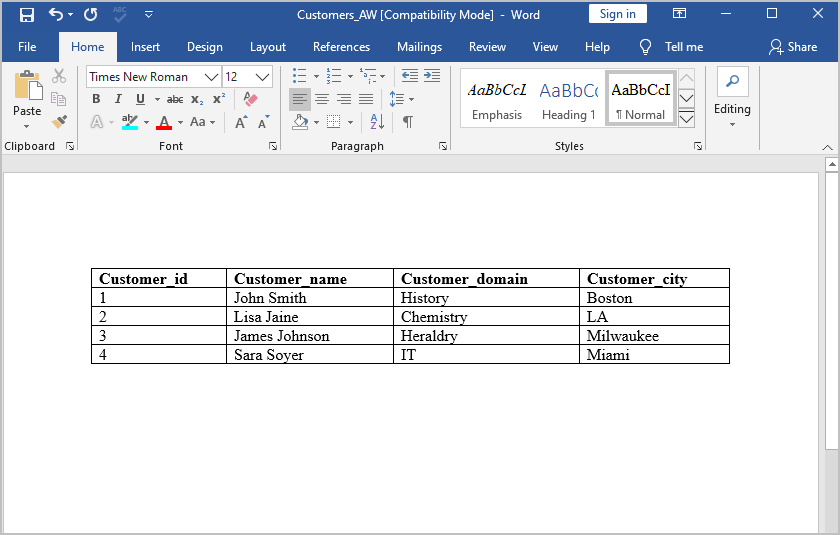 Customers_AW [Compatibility Mode] - Word
Sign in
File Home Insert Design Layout References Mailings Review View Help Tell me Share
Paste
Times New Roman 12
B I U abc x₂ x²
A ab A Aa A A
AaBbCcI AaBbCc AaBbCcI
Emphasis Heading 1 ¶ Normal
Editing
Clipboard Font Paragraph Styles
Customer_id Customer_name Customer_domain Customer_city
1 John Smith History Boston
2 Lisa Jaine Chemistry LA
3 James Johnson Heraldry Milwaukee
4 Sara Soyer IT Miami